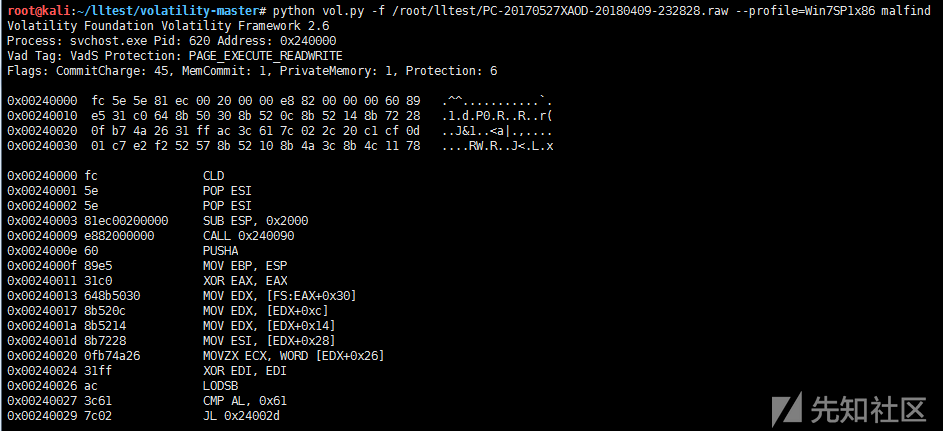 root@kali:~/lltest/volatility-master# python vol.py -f /root/lltest/PC-20170527XAOD-20180409-232828.raw --profile=Win7SP1x86 malfind
Volatility Foundation Volatility Framework 2.6
Process: svchost.exe Pid: 620 Address: 0x240000
Vad Tag: VadS Protection: PAGE_EXECUTE_READWRITE
Flags: CommitCharge: 45, MemCommit: 1, PrivateMemory: 1, Protection: 6
0x00240000  fc 5e 5e 81 ec 00 20 00 00 e8 82 00 00 00 60 89   .^^...........`.
0x00240010  e5 31 c0 64 8b 50 30 8b 52 0c 8b 52 14 8b 72 28   .1.d.P0.R..R..r(
0x00240020  0f b7 4a 26 31 ff ac 3c 61 7c 02 2c 20 c1 cf 0d   ..J&1..<a|.,....
0x00240030  01 c7 e2 f2 52 57 8b 52 10 8b 4a 3c 8b 4c 11 78   ....RW.R..J<.L.x
0x00240000 fc               CLD
0x00240001 5e               POP ESI
0x00240002 5e               POP ESI
0x00240003 81ec00200000     SUB ESP, 0x2000
0x00240009 e882000000       CALL 0x240090
0x0024000e 60               PUSHA
0x0024000f 89e5             MOV EBP, ESP
0x00240011 31c0             XOR EAX, EAX
0x00240013 648b5030         MOV EDX, [FS:EAX+0x30]
0x00240017 8b520c           MOV EDX, [EDX+0xc]
0x0024001a 8b5214           MOV EDX, [EDX+0x14]
0x0024001d 8b7228           MOV ESI, [EDX+0x28]
0x00240020 0fb74a26         MOVZX ECX, WORD [EDX+0x26]
0x00240024 31ff             XOR EDI, EDI
0x00240026 ac               LODSB
0x00240027 3c61             CMP AL, 0x61
0x00240029 7c02             JL 0x24002d
先知社区